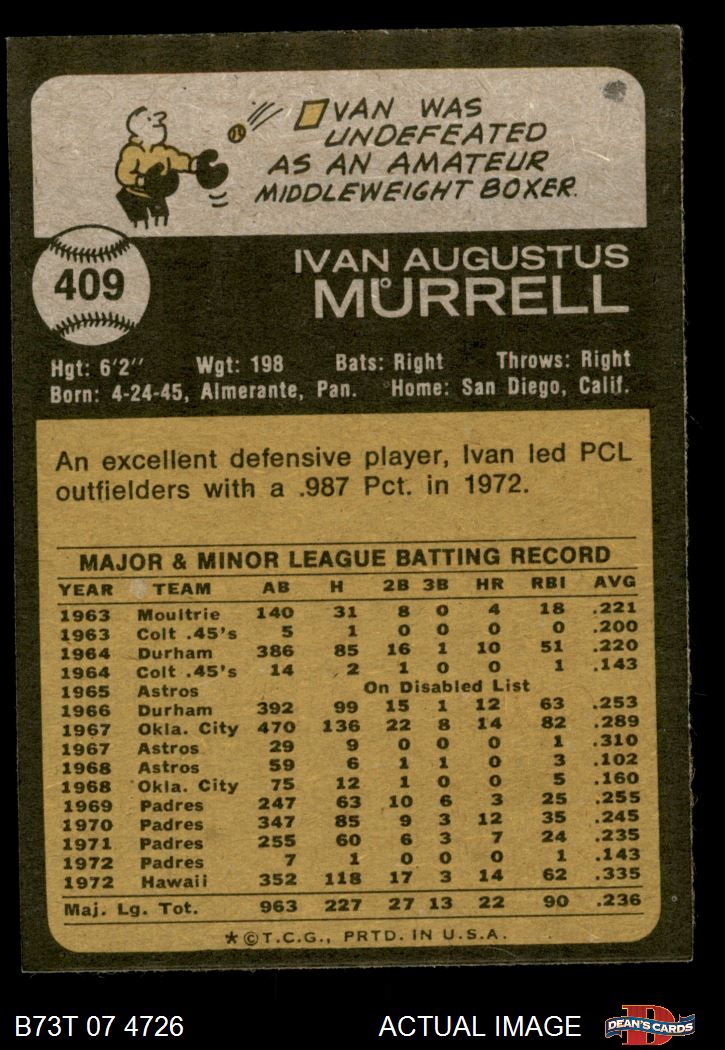 IVAN WAS
UNDEFEATED
AS AN AMATEUR
MIDDLEWEIGHT BOXER.
409
IVAN AUGUSTUS
MURRELL
Hgt: 6'2" Wgt: 198 Bats: Right Throws: Right
Born: 4-24-45, Almerante, Pan. Home: San Diego, Calif.
An excellent defensive player, Ivan led PCL
outfielders with a .987 Pct. in 1972.
MAJOR & MINOR LEAGUE BATTING RECORD
YEAR TEAM AB H 2B 3B HR RBI AVG
1963 Moultrie 140 31 8 0 4 18 .221
1963 Colt .45's 5 1 0 0 0 0 .200
1964 Durham 386 85 16 1 10 51 .220
1964 Colt .45's 14 2 1 0 0 1 .143
1965 Astros On Disabled List
1966 Durham 392 99 15 1 12 63 .253
1967 Okla. City 470 136 22 8 14 82 .289
1967 Astros 29 9 0 0 0 1 .310
1968 Astros 59 6 1 1 0 3 .102
1968 Okla. City 75 12 1 0 0 5 .160
1969 Padres 247 63 10 6 3 25 .255
1970 Padres 347 85 9 3 12 35 .245
1971 Padres 255 60 6 3 7 24 .235
1972 Padres 7 1 0 0 0 1 .143
1972 Hawaii 352 118 17 3 14 62 .335
Maj. Lg. Tot. 963 227 27 13 22 90 .236
*©T.C.G., PRTD. IN U.S.A.
B73T 07 4726 ACTUAL IMAGE DEAN'S CARDS